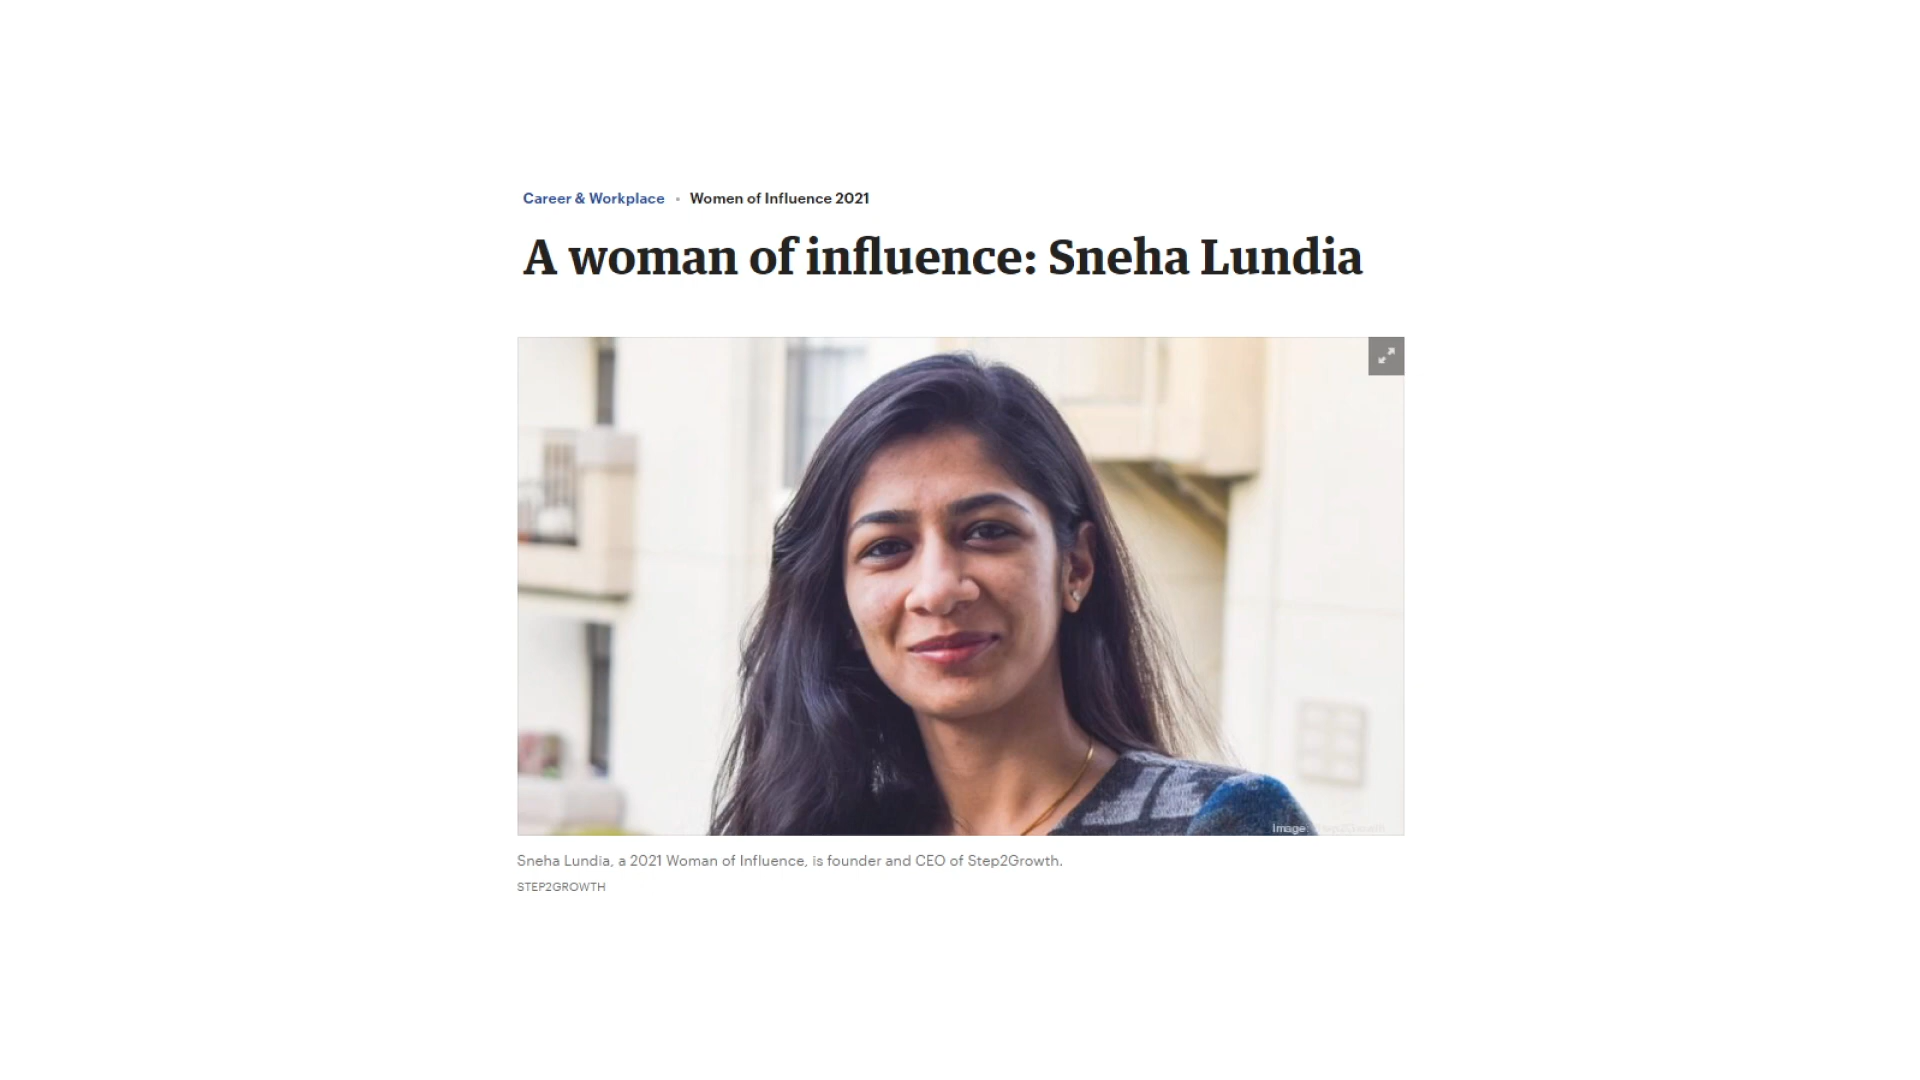 Career & Workplace • Women of Influence 2021
A woman of influence: Sneha Lundia
Image:
Sneha Lundia, a 2021 Woman of Influence, is founder and CEO of Step2Growth.
STEP2GROWTH